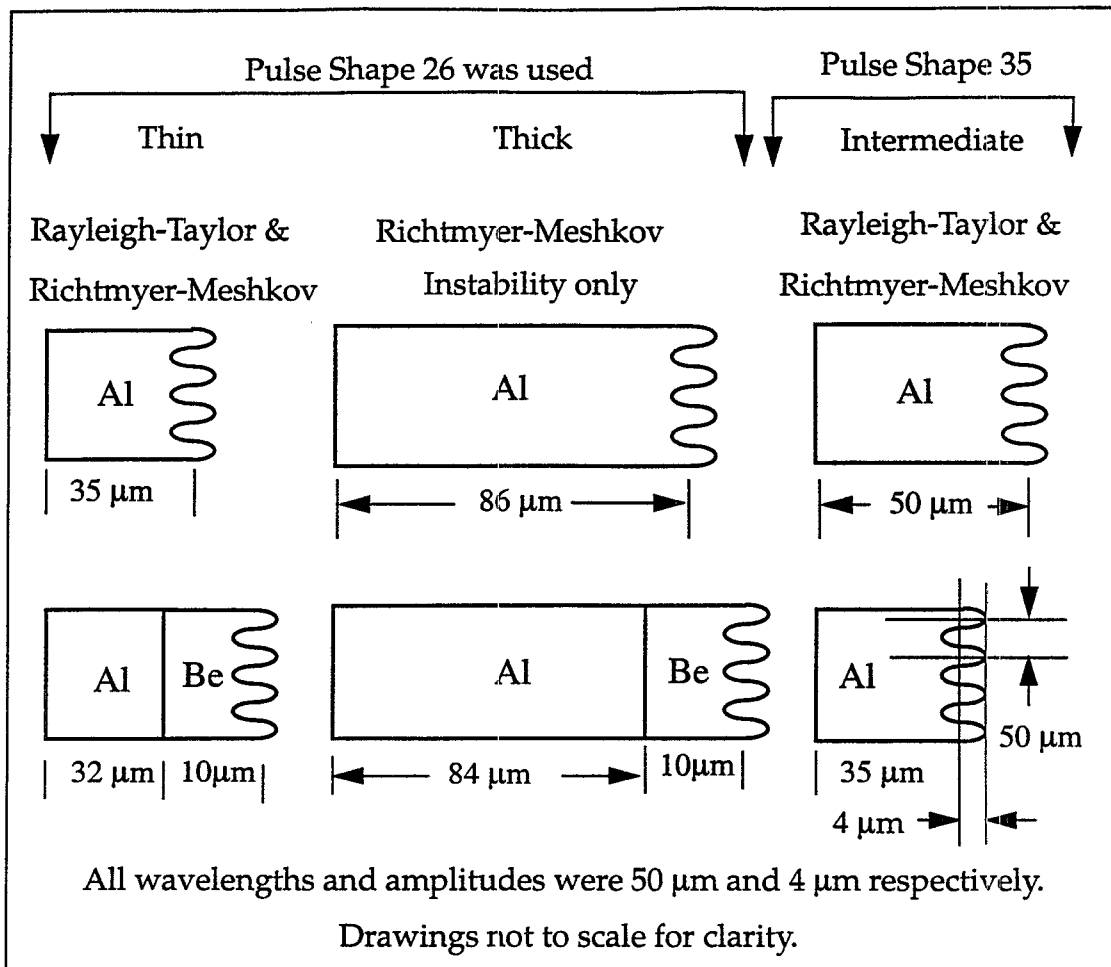 Pulse Shape 26 was used
Pulse Shape 35
Thin
Thick
Intermediate
Rayleigh-Taylor &
Richtmyer-Meshkov
Richtmyer-Meshkov
Instability only
Rayleigh-Taylor &
Richtmyer-Meshkov
Al
Al
Al
35 μm
86 μm
50 μm
Al
Be
Al
Be
Al
50 μm
32 μm
10μm
84 μm
10μm
35 μm
4 μm
All wavelengths and amplitudes were 50 μm and 4 μm respectively.
Drawings not to scale for clarity.